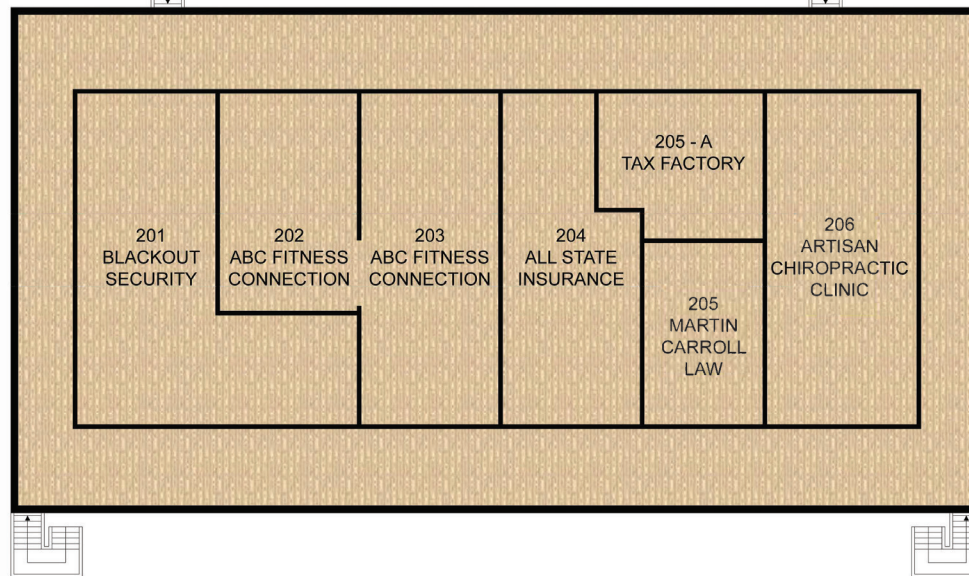 201
BLACKOUT
SECURITY
202
ABC FITNESS
CONNECTION
203
ABC FITNESS
CONNECTION
204
ALL STATE
INSURANCE
205 - A
TAX FACTORY
205
MARTIN
CARROLL
LAW
206
ARTISAN
CHIROPRACTIC
CLINIC